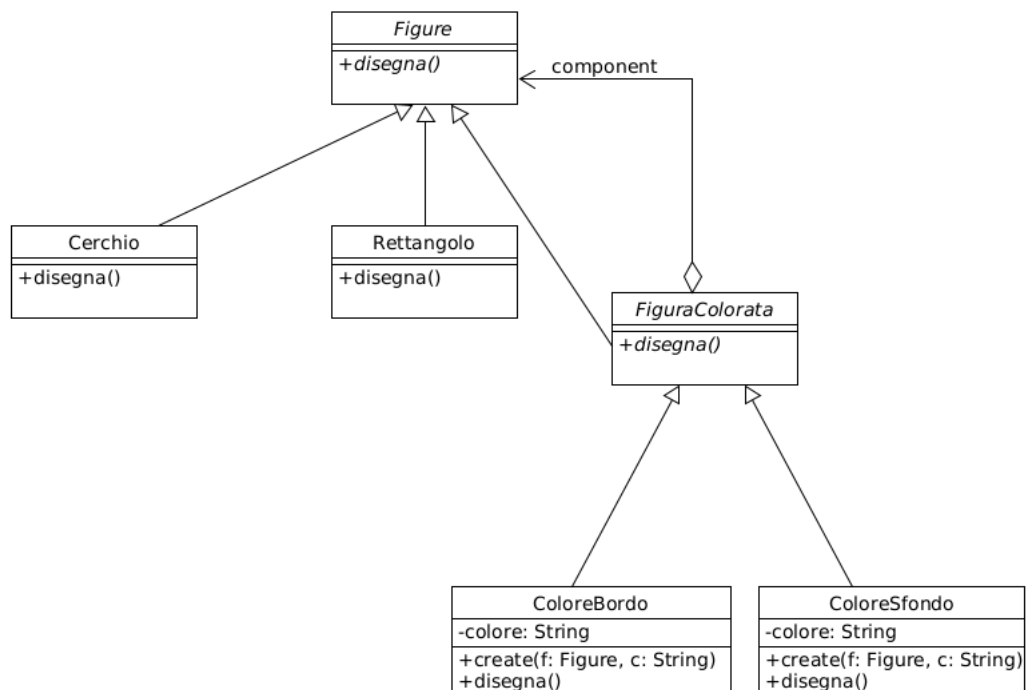 Figure
+disegna()
component
Cerchio
+disegna()
Rettangolo
+disegna()
FiguraColorata
+disegna()
ColoreBordo
-colore: String
+create(f: Figure, c: String)
+disegna()
ColoreSfondo
-colore: String
+create(f: Figure, c: String)
+disegna()